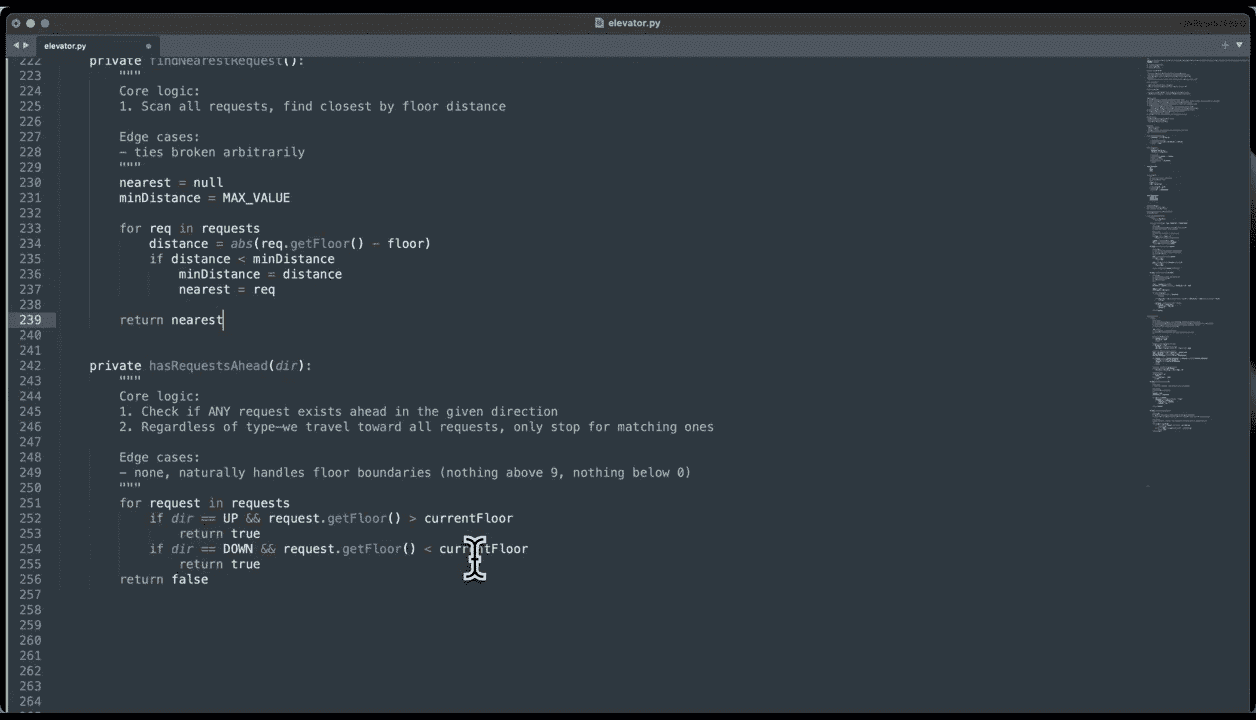 elevator.py
elevator.py
222 private findNearestRequest():
223 """
224 Core logic:
225 1. Scan all requests, find closest by floor distance
226
227 Edge cases:
228 – ties broken arbitrarily
229 """
230 nearest = null
231 minDistance = MAX_VALUE
232
233 for req in requests
234 distance = abs(req.getFloor() - floor)
235 if distance < minDistance
236 minDistance = distance
237 nearest = req
238
239 return nearest
240
241
242 private hasRequestsAhead(dir):
243 """
244 Core logic:
245 1. Check if ANY request exists ahead in the given direction
246 2. Regardless of type—we travel toward all requests, only stop for matching ones
247
248 Edge cases:
249 – none, naturally handles floor boundaries (nothing above 9, nothing below 0)
250 """
251 for request in requests
252 if dir == UP && request.getFloor() > currentFloor
253 return true
254 if dir == DOWN && request.getFloor() < currentFloor
255 return true
256 return false
257
258
259
260
261
262
263
264